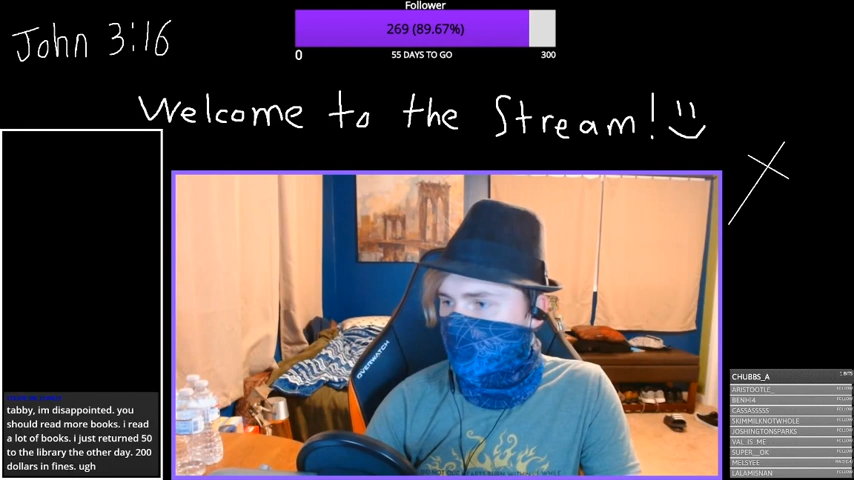 Follower
269 (89.67%)
0 55 DAYS TO GO 300
John 3:16
Welcome to the Stream! :)
OVERWATCH
tabby, im disappointed. you
should read more books. i read
a lot of books. i just returned 50
to the library the other day. 200
dollars in fines. ugh
CHUBBS_A
ARISTOOTLE_
BENHI4
CASSASSSSS
SKIMMILKNOTWHOLE
JOSHINGTONSPARKS
VAL_IS_ME
SUPER__OK
MELSYEE
LALAMISNAN